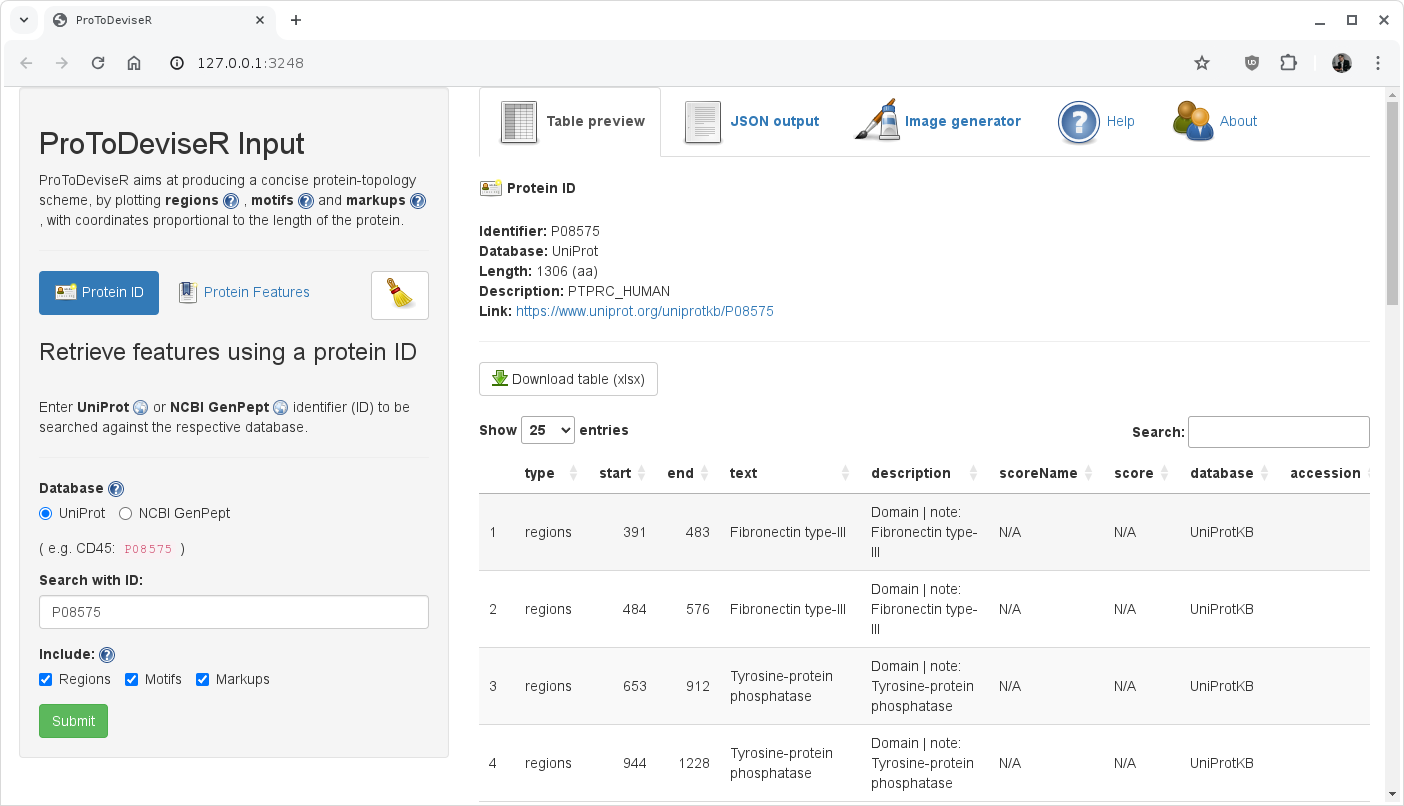 ProToDeviseR
127.0.0.1:3248
ProToDeviseR Input
ProToDeviseR aims at producing a concise protein-topology
scheme, by plotting regions ? , motifs ? and markups ?
, with coordinates proportional to the length of the protein.
Protein ID
Protein Features
Retrieve features using a protein ID
Enter UniProt or NCBI GenPept identifier (ID) to be
searched against the respective database.
Database ?
UniProt NCBI GenPept
( e.g. CD45: P08575 )
Search with ID:
P08575
Include: ?
Regions Motifs Markups
Submit
Table preview
JSON output
Image generator
? Help
About
Protein ID
Identifier: P08575
Database: UniProt
Length: 1306 (aa)
Description: PTPRC_HUMAN
Link: https://www.uniprot.org/uniprotkb/P08575
Download table (xlsx)
Show 25 entries
Search:
type start end text description scoreName score database accession
1 regions 391 483 Fibronectin type-III Domain | note:
Fibronectin type-
III N/A N/A UniProtKB
2 regions 484 576 Fibronectin type-III Domain | note:
Fibronectin type-
III N/A N/A UniProtKB
3 regions 653 912 Tyrosine-protein
phosphatase Domain | note:
Tyrosine-protein
phosphatase N/A N/A UniProtKB
4 regions 944 1228 Tyrosine-protein
phosphatase Domain | note:
Tyrosine-protein
phosphatase N/A N/A UniProtKB